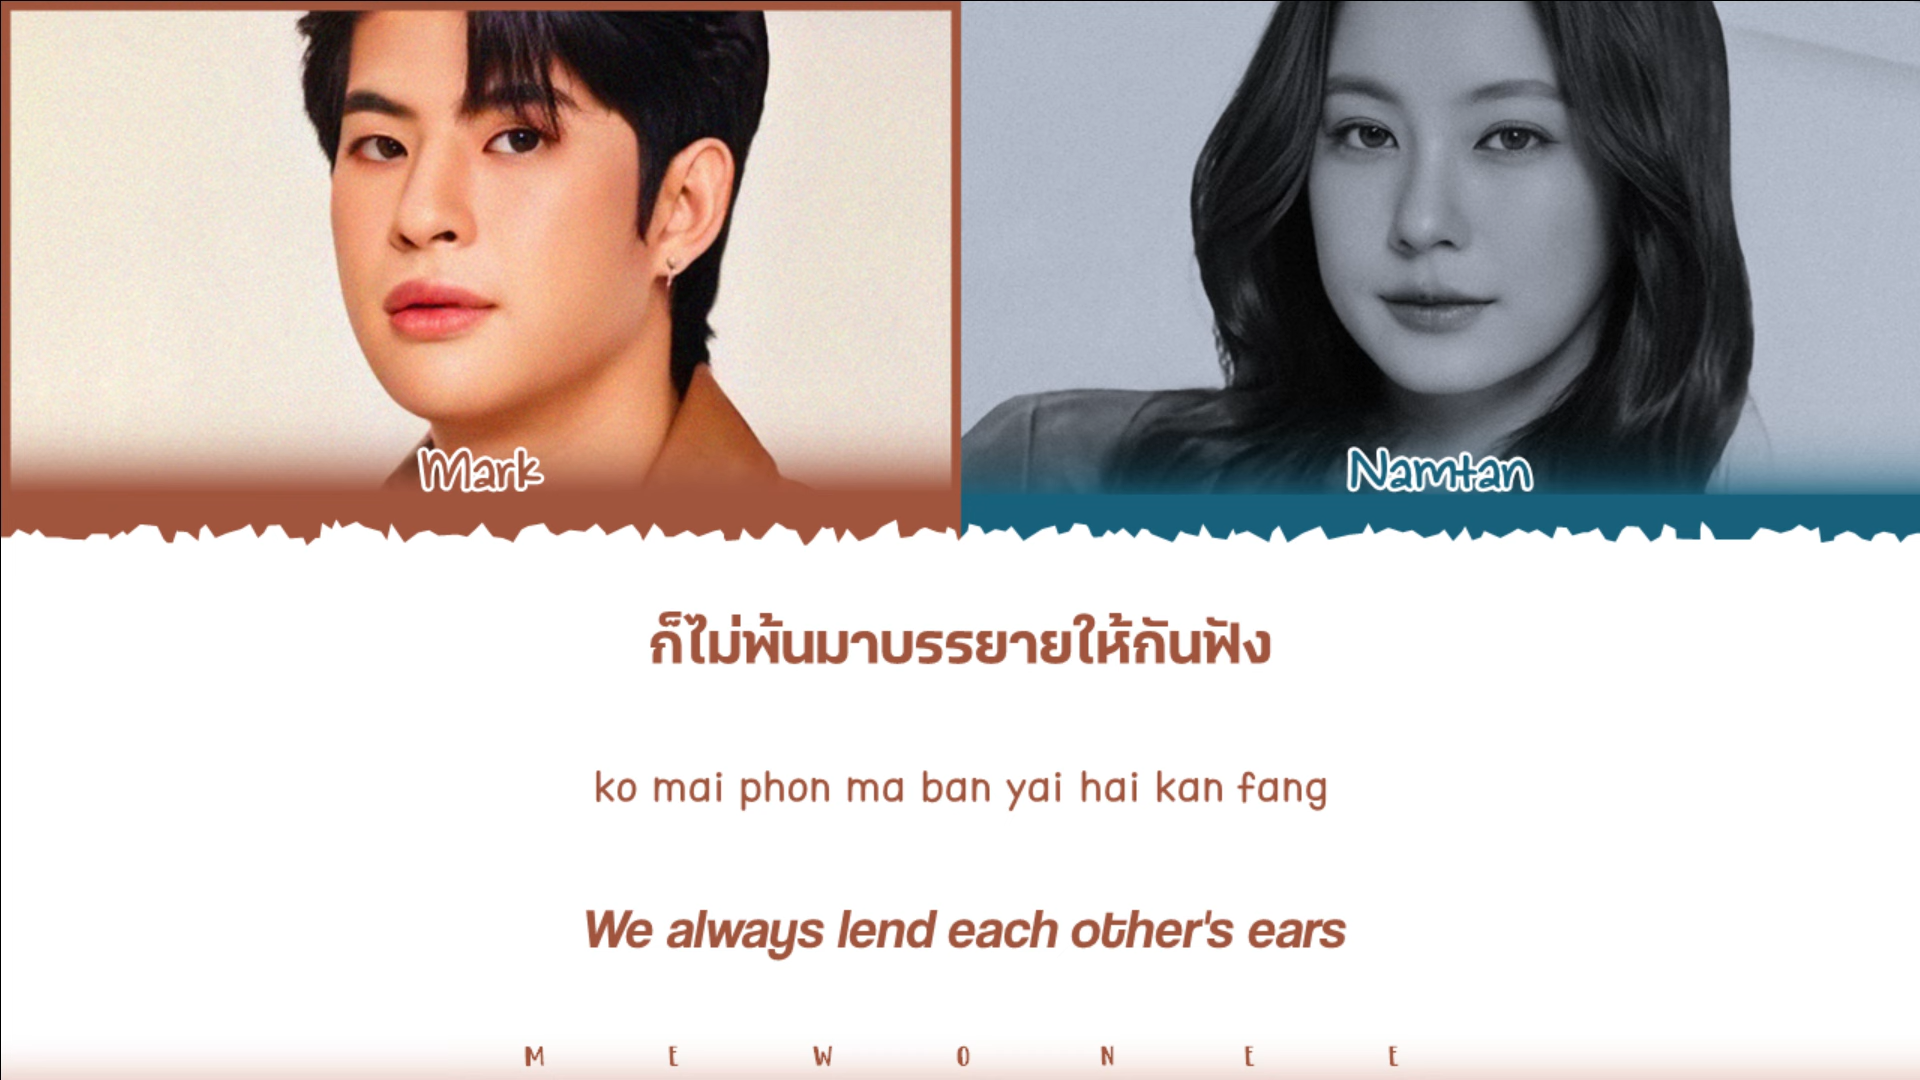 Mark
Namtan
ก็ไม่พ้นมาบรรยายให้กันฟัง
ko mai phon ma ban yai hai kan fang
We always lend each other's ears
M E W O N E E